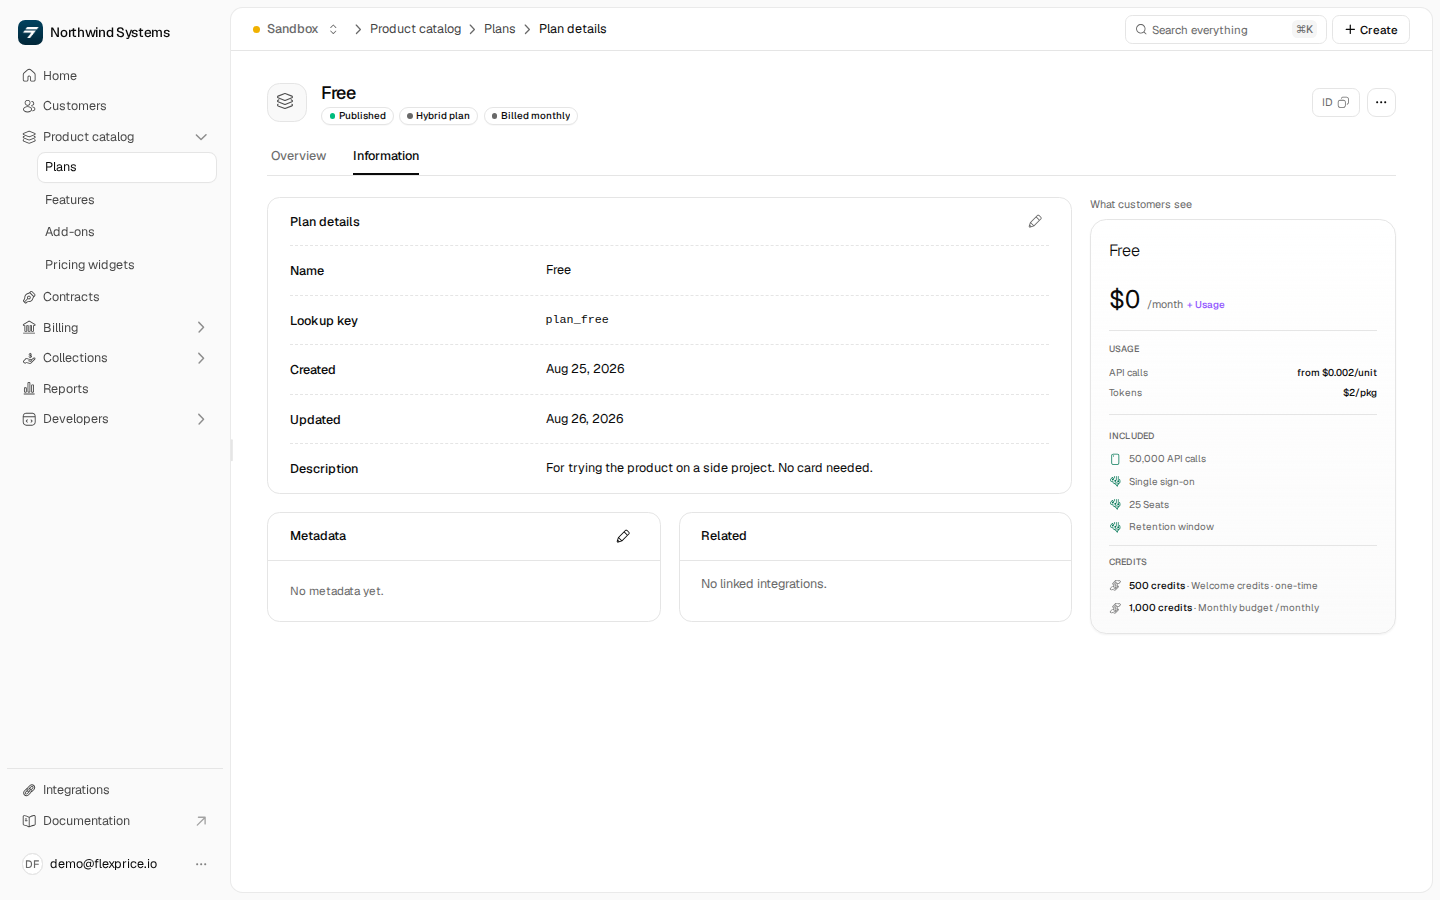 Northwind Systems
Home
Customers
Product catalog
Plans
Features
Add-ons
Pricing widgets
Contracts
Billing
Collections
Reports
Developers
Integrations
Documentation
DF demo@flexprice.io
Sandbox Product catalog Plans Plan details
Search everything ⌘K
Create
Free
Published Hybrid plan Billed monthly
ID
Overview Information
Plan details
Name Free
Lookup key plan_free
Created Aug 25, 2026
Updated Aug 26, 2026
Description For trying the product on a side project. No card needed.
Metadata
No metadata yet.
Related
No linked integrations.
What customers see
Free
$0 /month + Usage
USAGE
API calls from $0.002/unit
Tokens $2/pkg
INCLUDED
50,000 API calls
Single sign-on
25 Seats
Retention window
CREDITS
500 credits · Welcome credits · one-time
1,000 credits · Monthly budget /monthly